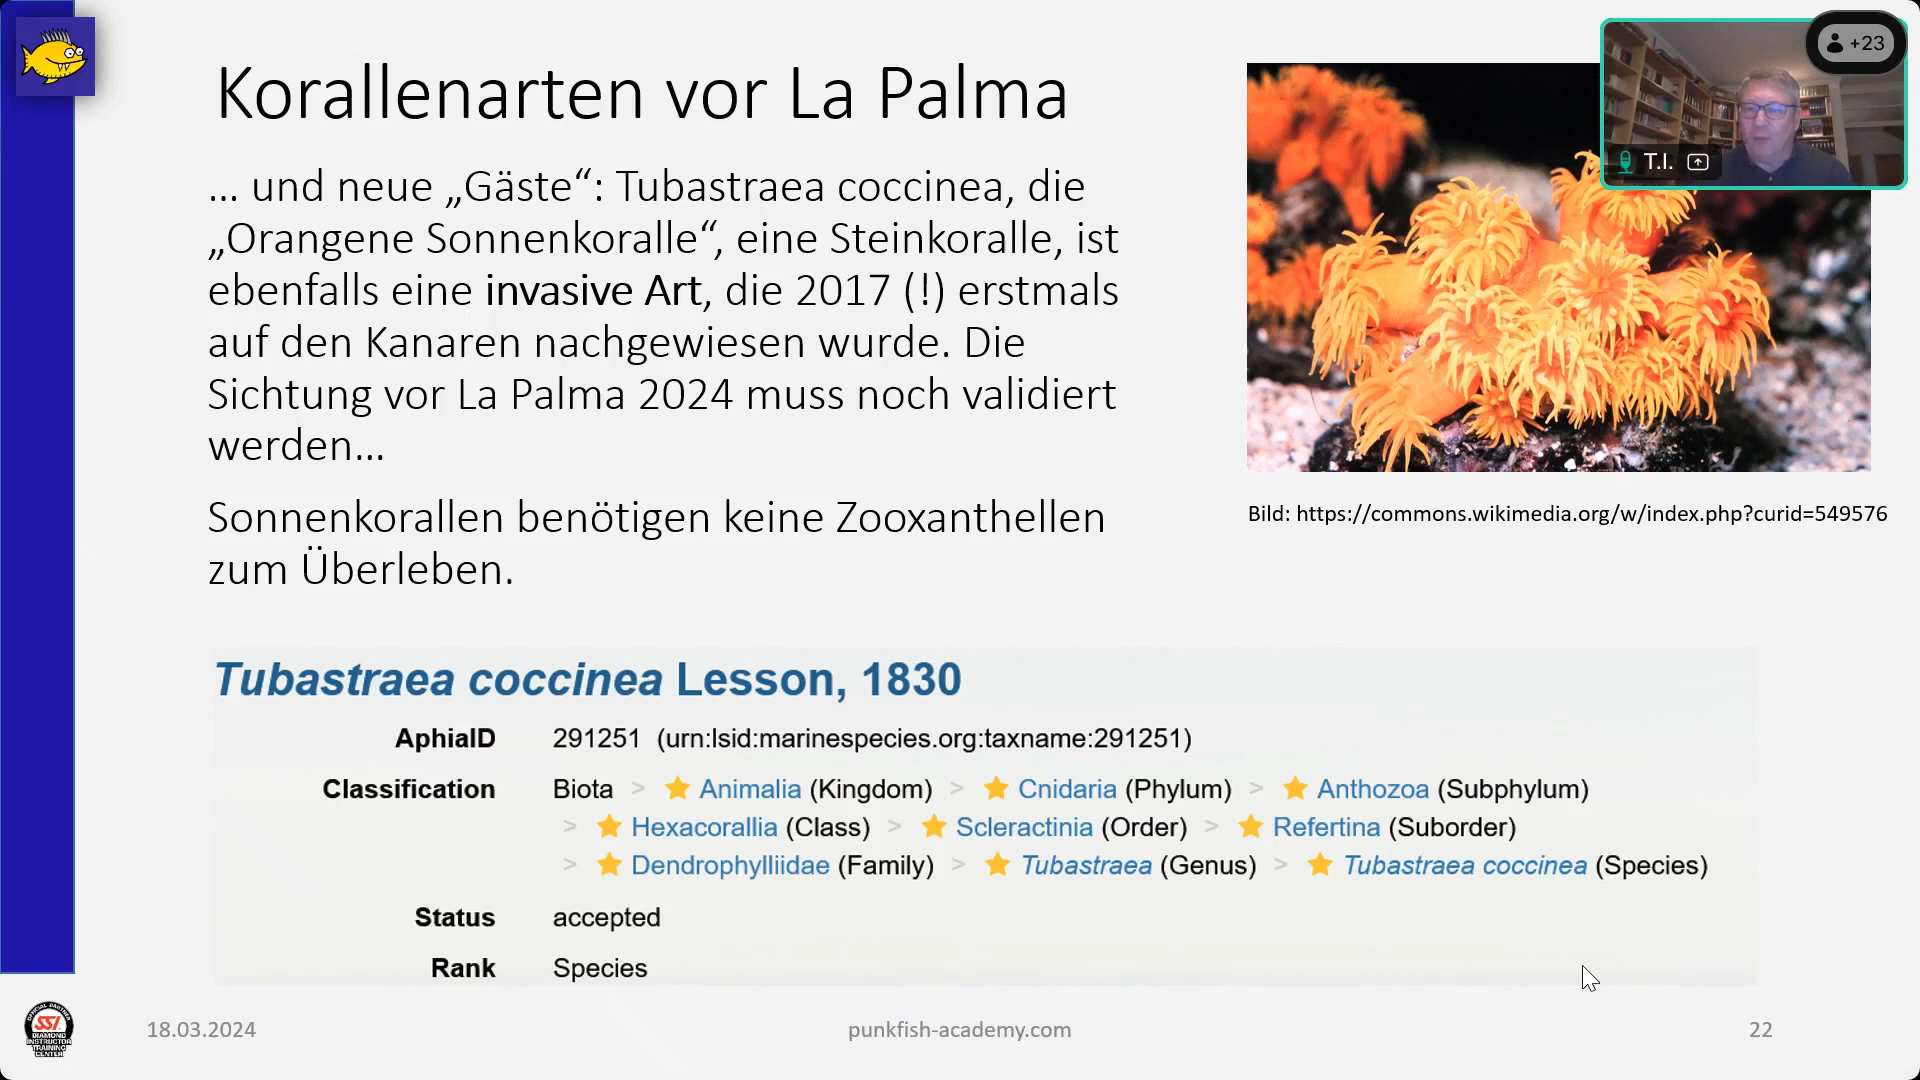 Korallenarten vor La Palma
... und neue „Gäste“: Tubastraea coccinea, die
„Orangene Sonnenkoralle“, eine Steinkoralle, ist
ebenfalls eine invasive Art, die 2017 (!) erstmals
auf den Kanaren nachgewiesen wurde. Die
Sichtung vor La Palma 2024 muss noch validiert
werden...
Sonnenkorallen benötigen keine Zooxanthellen
zum Überleben.
+23
T.I.
Bild: https://commons.wikimedia.org/w/index.php?curid=549576
Tubastraea coccinea Lesson, 1830
AphiaID 291251 (urn:lsid:marinespecies.org:taxname:291251)
Classification Biota > ★ Animalia (Kingdom) > ★ Cnidaria (Phylum) > ★ Anthozoa (Subphylum)
> ★ Hexacorallia (Class) > ★ Scleractinia (Order) > ★ Refertina (Suborder)
> ★ Dendrophylliidae (Family) > ★ Tubastraea (Genus) > ★ Tubastraea coccinea (Species)
Status accepted
Rank Species
SSI
DIAMOND
INSTRUCTOR
TRAINING
CENTER
18.03.2024
punkfish-academy.com
22